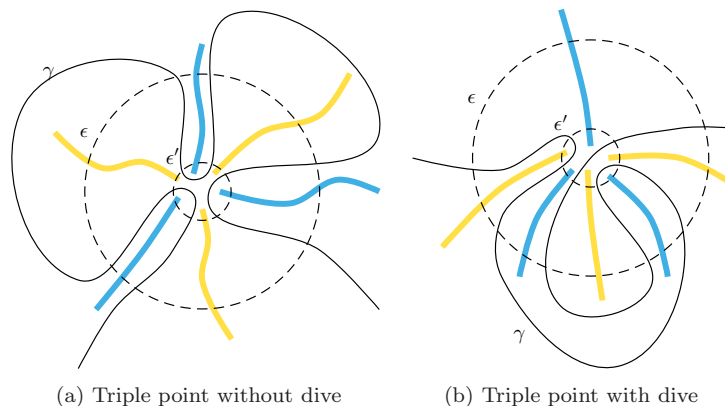 γ
ϵ
ϵ′
ϵ
ϵ′
γ
(a) Triple point without dive
(b) Triple point with dive